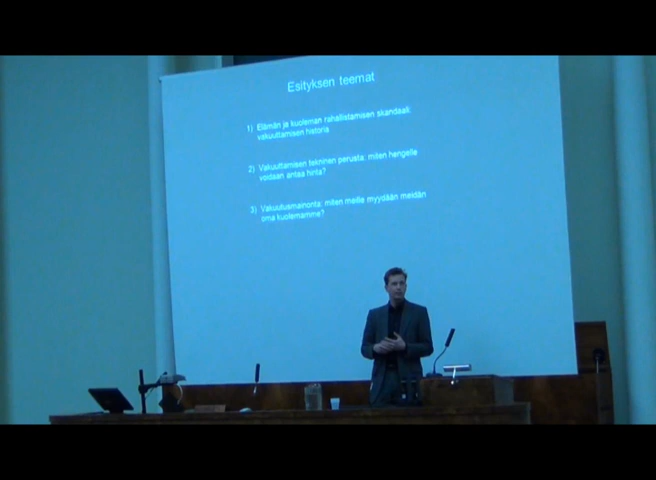 Esityksen teemat
1) Elämän ja kuoleman rahallistamisen skandaali:
vakuuttamisen historia
2) Vakuuttamisen tekninen perusta: miten hengelle
voidaan antaa hinta?
3) Vakuutusmainonta: miten meille myydään meidän
oma kuolemamme?